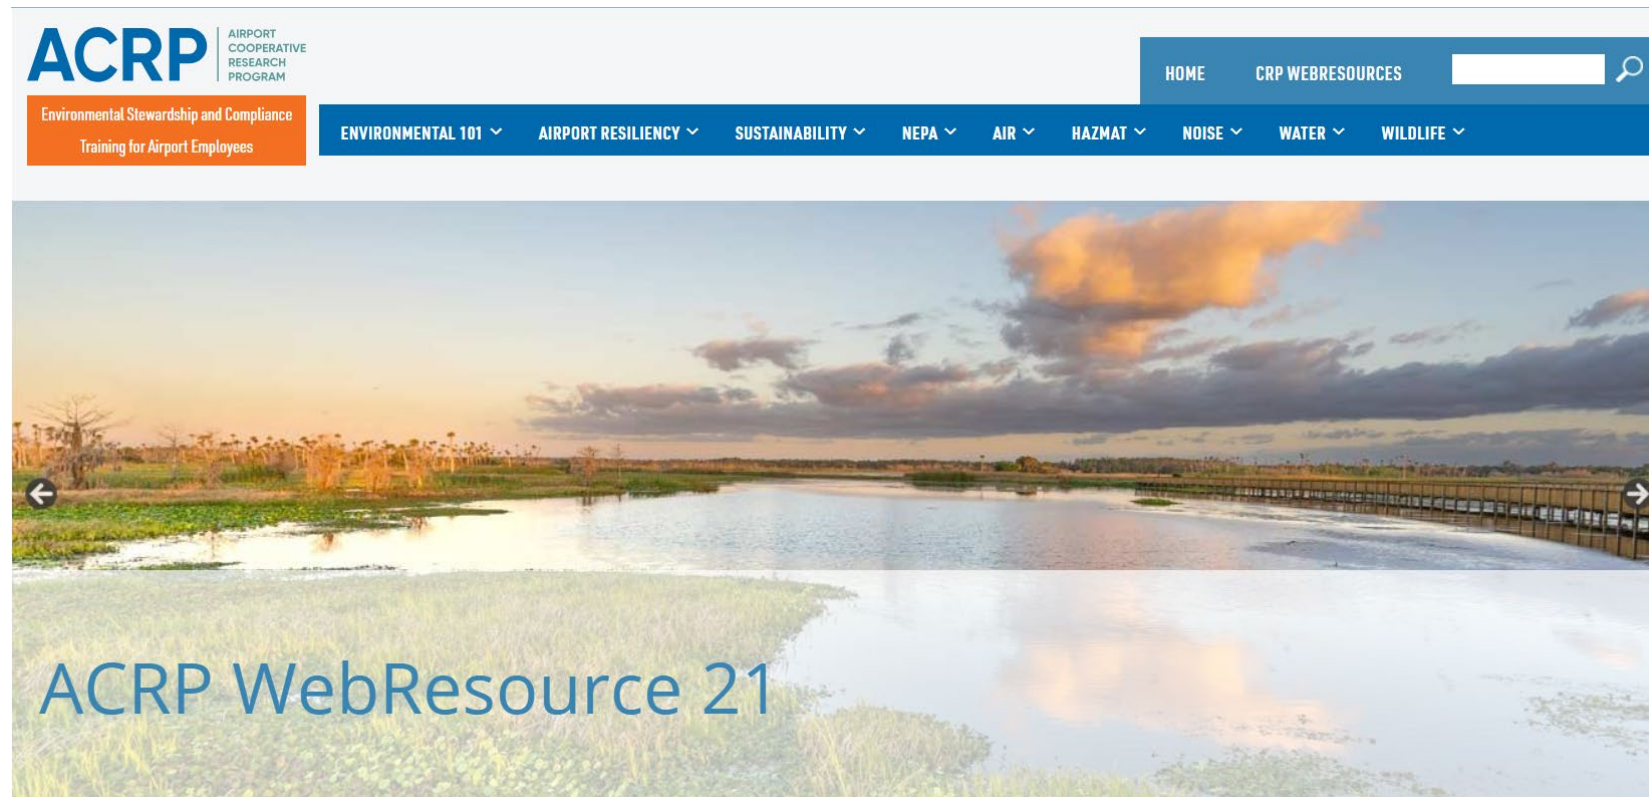 ACRP
AIRPORT
COOPERATIVE
RESEARCH
PROGRAM
HOME CRP WEBRESOURCES
Environmental Stewardship and Compliance
Training for Airport Employees
ENVIRONMENTAL 101 AIRPORT RESILIENCY SUSTAINABILITY NEPA AIR HAZMAT NOISE WATER WILDLIFE
ACRP WebResource 21